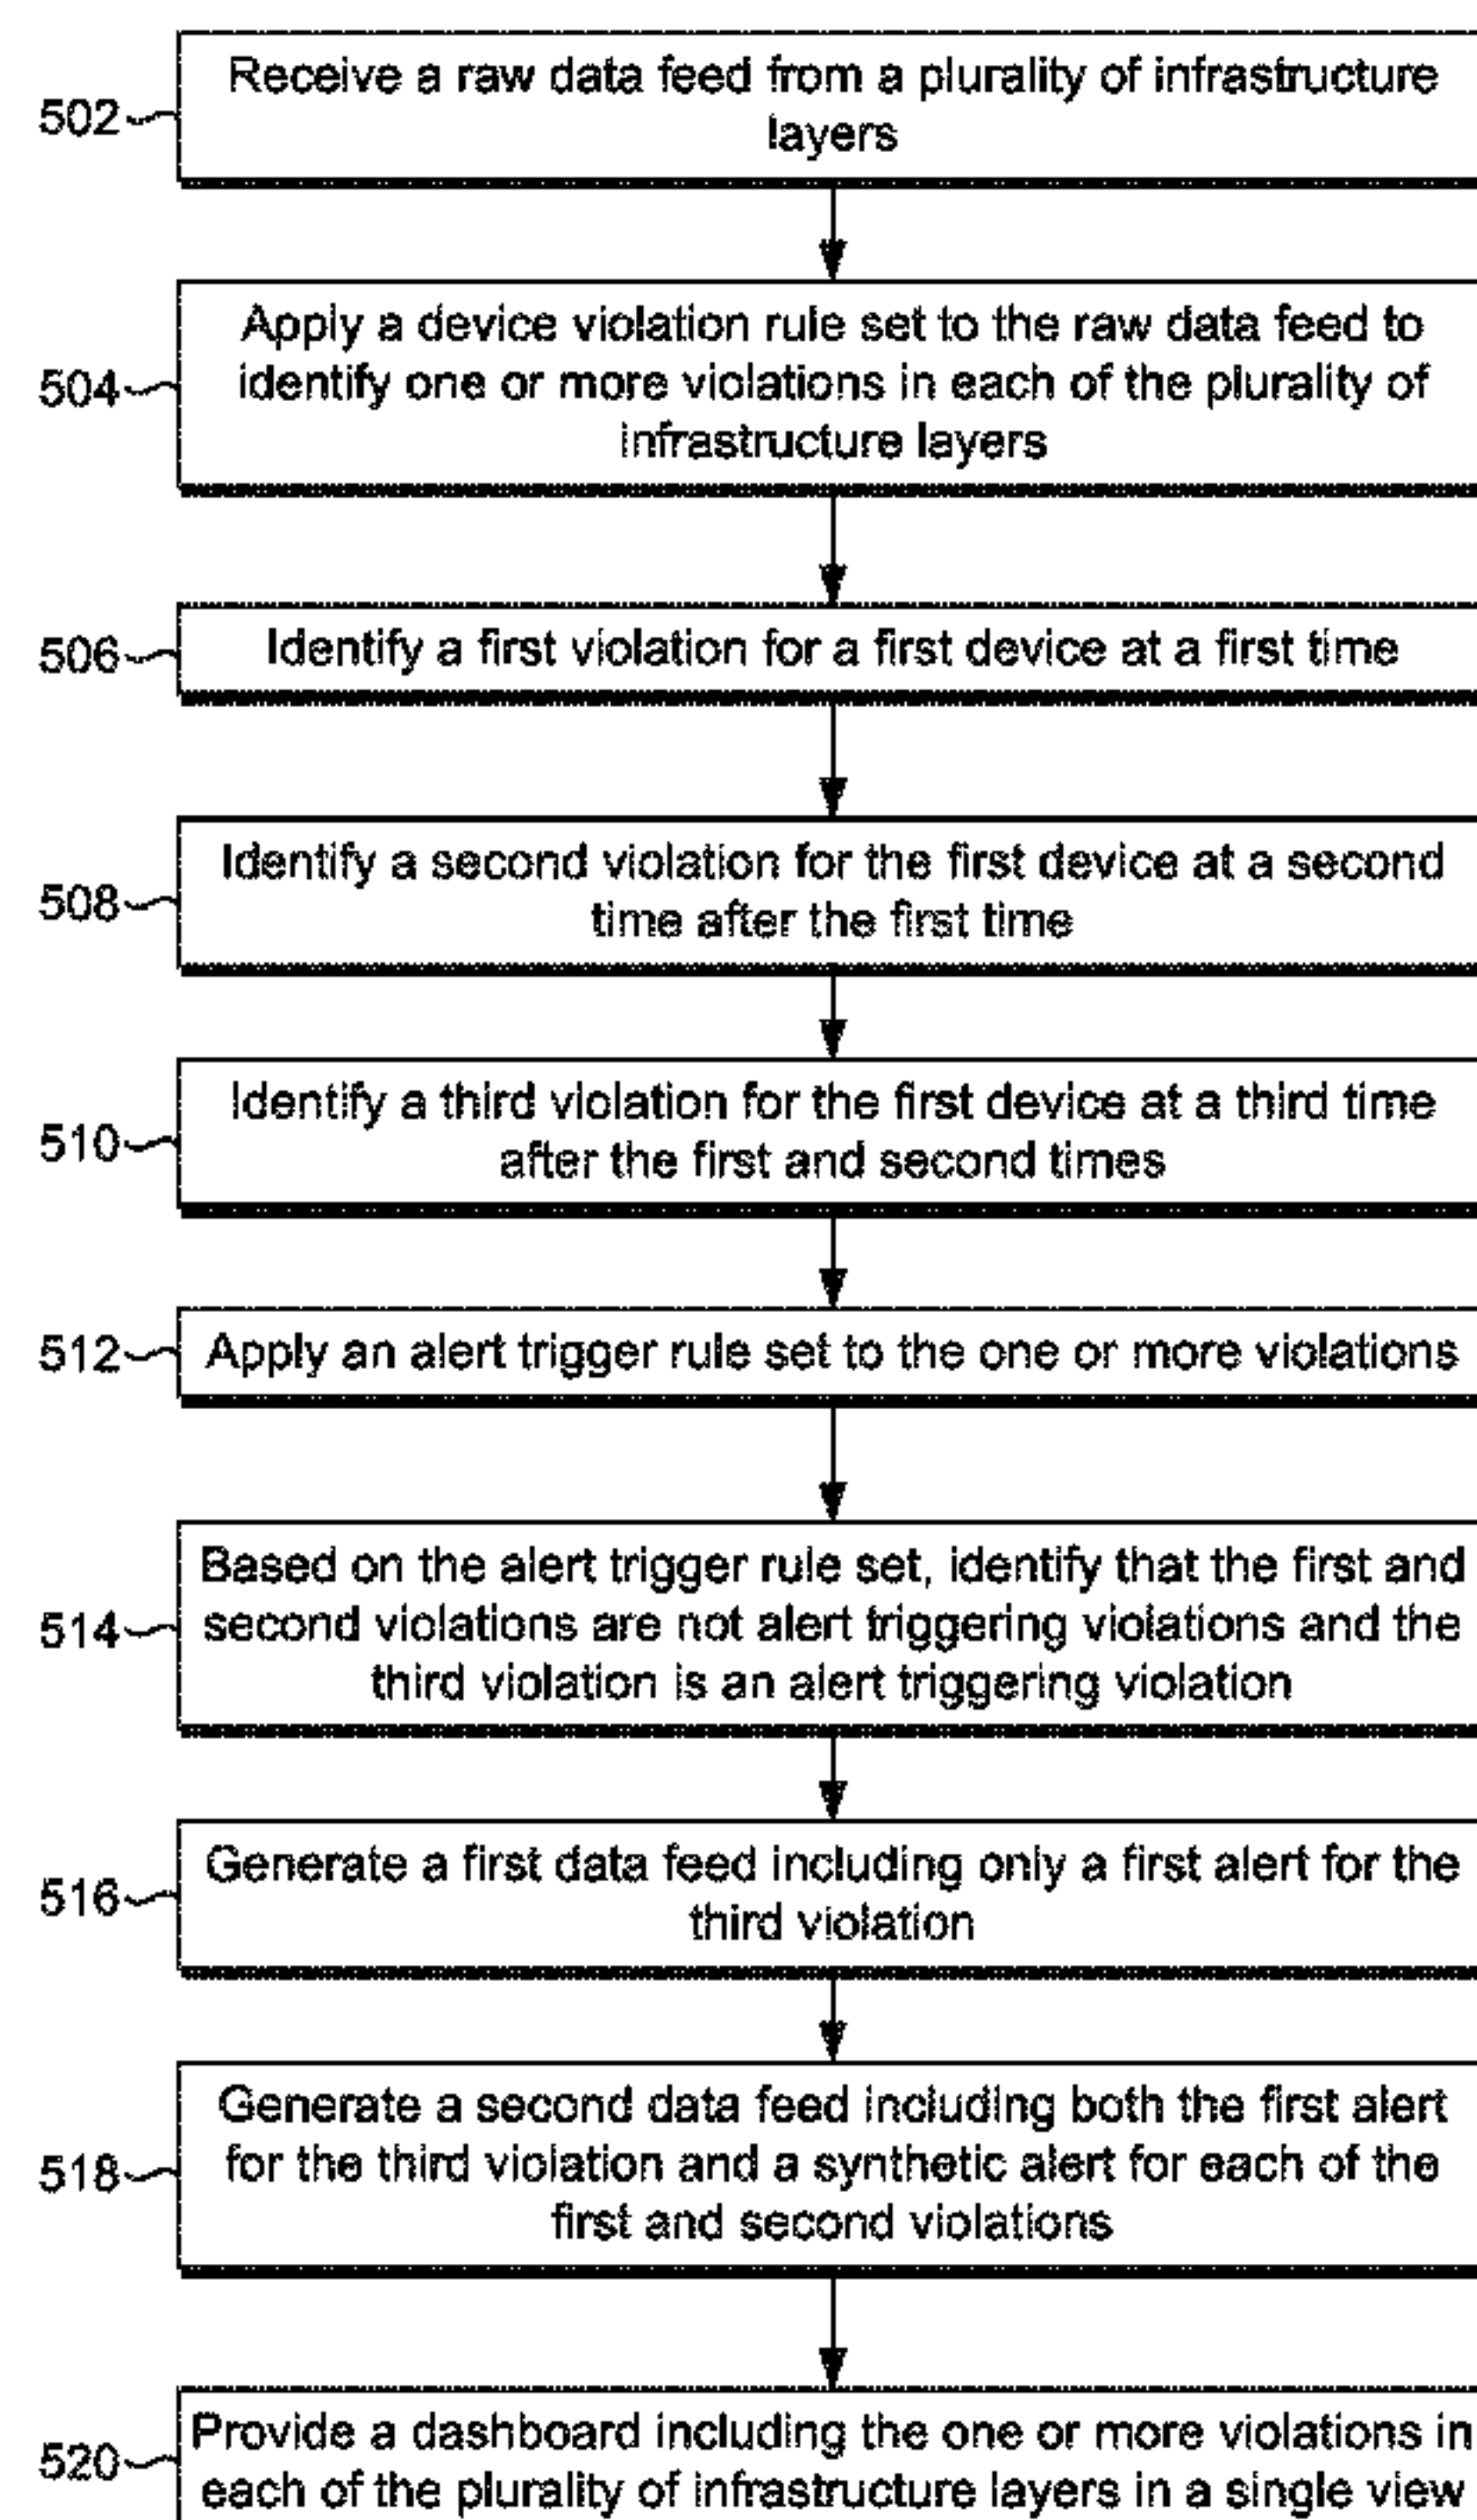 Receive a raw data feed from a plurality of infrastructure
layers
502
Apply a device violation rule set to the raw data feed to
identify one or more violations in each of the plurality of
infrastructure layers
504
Identify a first violation for a first device at a first time
506
Identify a second violation for the first device at a second
time after the first time
508
Identify a third violation for the first device at a third time
after the first and second times
510
Apply an alert trigger rule set to the one or more violations
512
Based on the alert trigger rule set, identify that the first and
second violations are not alert triggering violations and the
third violation is an alert triggering violation
514
Generate a first data feed including only a first alert for the
third violation
516
Generate a second data feed including both the first alert
for the third violation and a synthetic alert for each of the
first and second violations
518
Provide a dashboard including the one or more violations in
each of the plurality of infrastructure layers in a single view
520